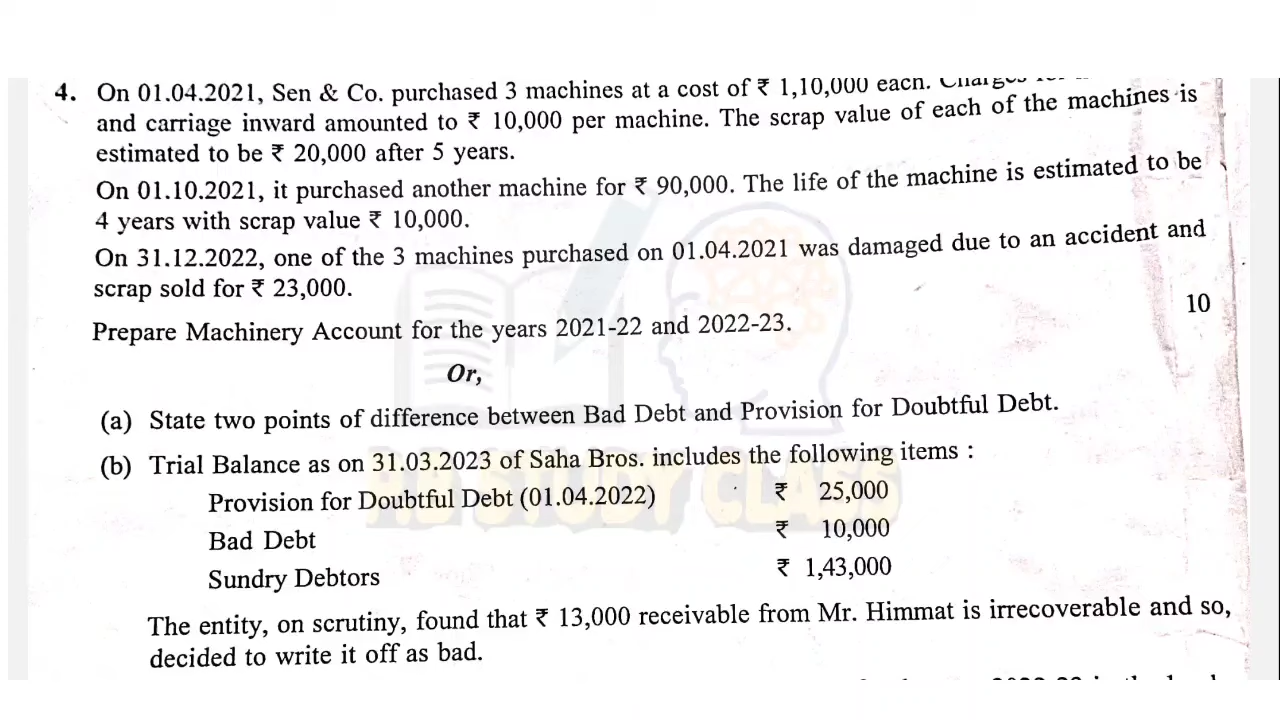 4. On 01.04.2021, Sen & Co. purchased 3 machines at a cost of ₹ 1,10,000 each. Charges
and carriage inward amounted to ₹ 10,000 per machine. The scrap value of each of the machines is
estimated to be ₹ 20,000 after 5 years.
On 01.10.2021, it purchased another machine for ₹ 90,000. The life of the machine is estimated to be
4 years with scrap value ₹ 10,000.
On 31.12.2022, one of the 3 machines purchased on 01.04.2021 was damaged due to an accident and
scrap sold for ₹ 23,000.
Prepare Machinery Account for the years 2021-22 and 2022-23. 10
Or,
(a) State two points of difference between Bad Debt and Provision for Doubtful Debt.
(b) Trial Balance as on 31.03.2023 of Saha Bros. includes the following items :
Provision for Doubtful Debt (01.04.2022) ₹ 25,000
Bad Debt ₹ 10,000
Sundry Debtors ₹ 1,43,000
The entity, on scrutiny, found that ₹ 13,000 receivable from Mr. Himmat is irrecoverable and so,
decided to write it off as bad.
AB STUDY CLASS